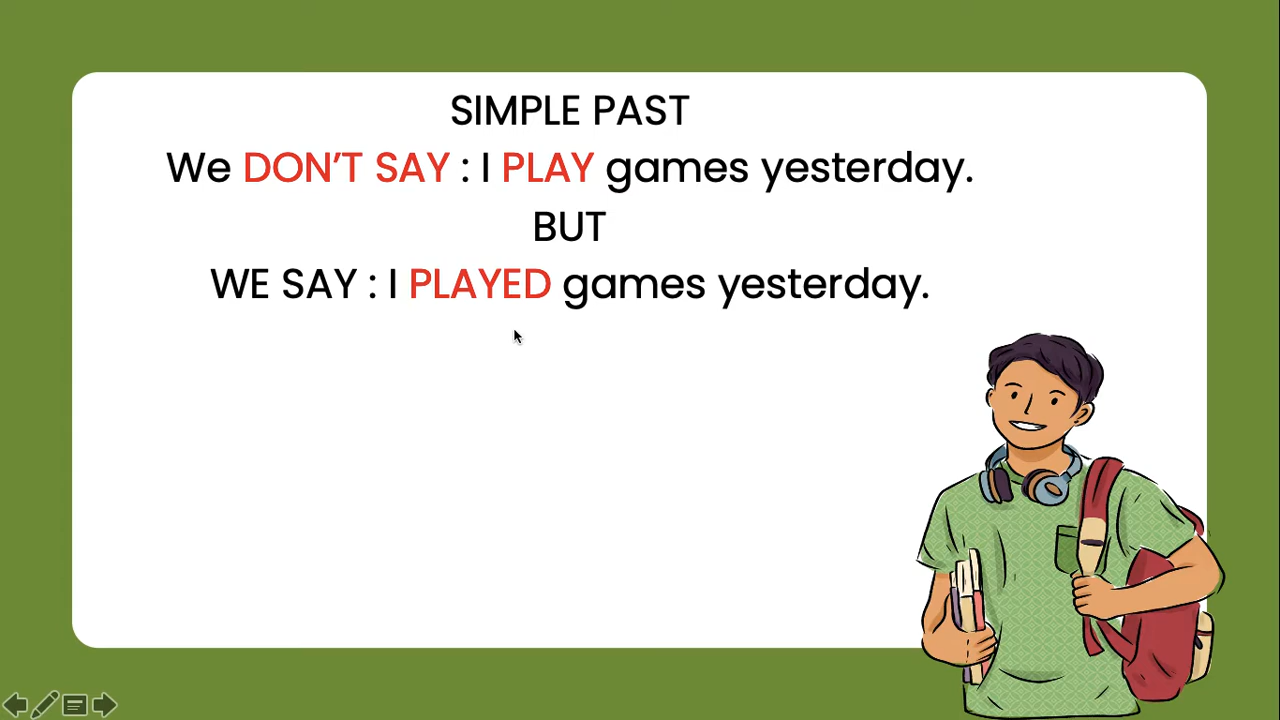 SIMPLE PAST
We DON’T SAY : I PLAY games yesterday.
BUT
WE SAY : I PLAYED games yesterday.